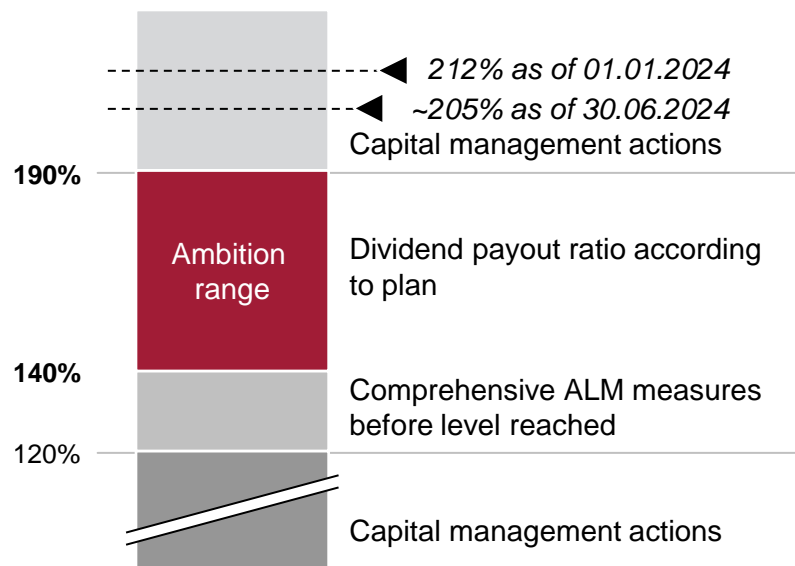 212% as of 01.01.2024
~205% as of 30.06.2024
Capital management actions
190%
Ambition
range
Dividend payout ratio according
to plan
140%
Comprehensive ALM measures
before level reached
120%
Capital management actions